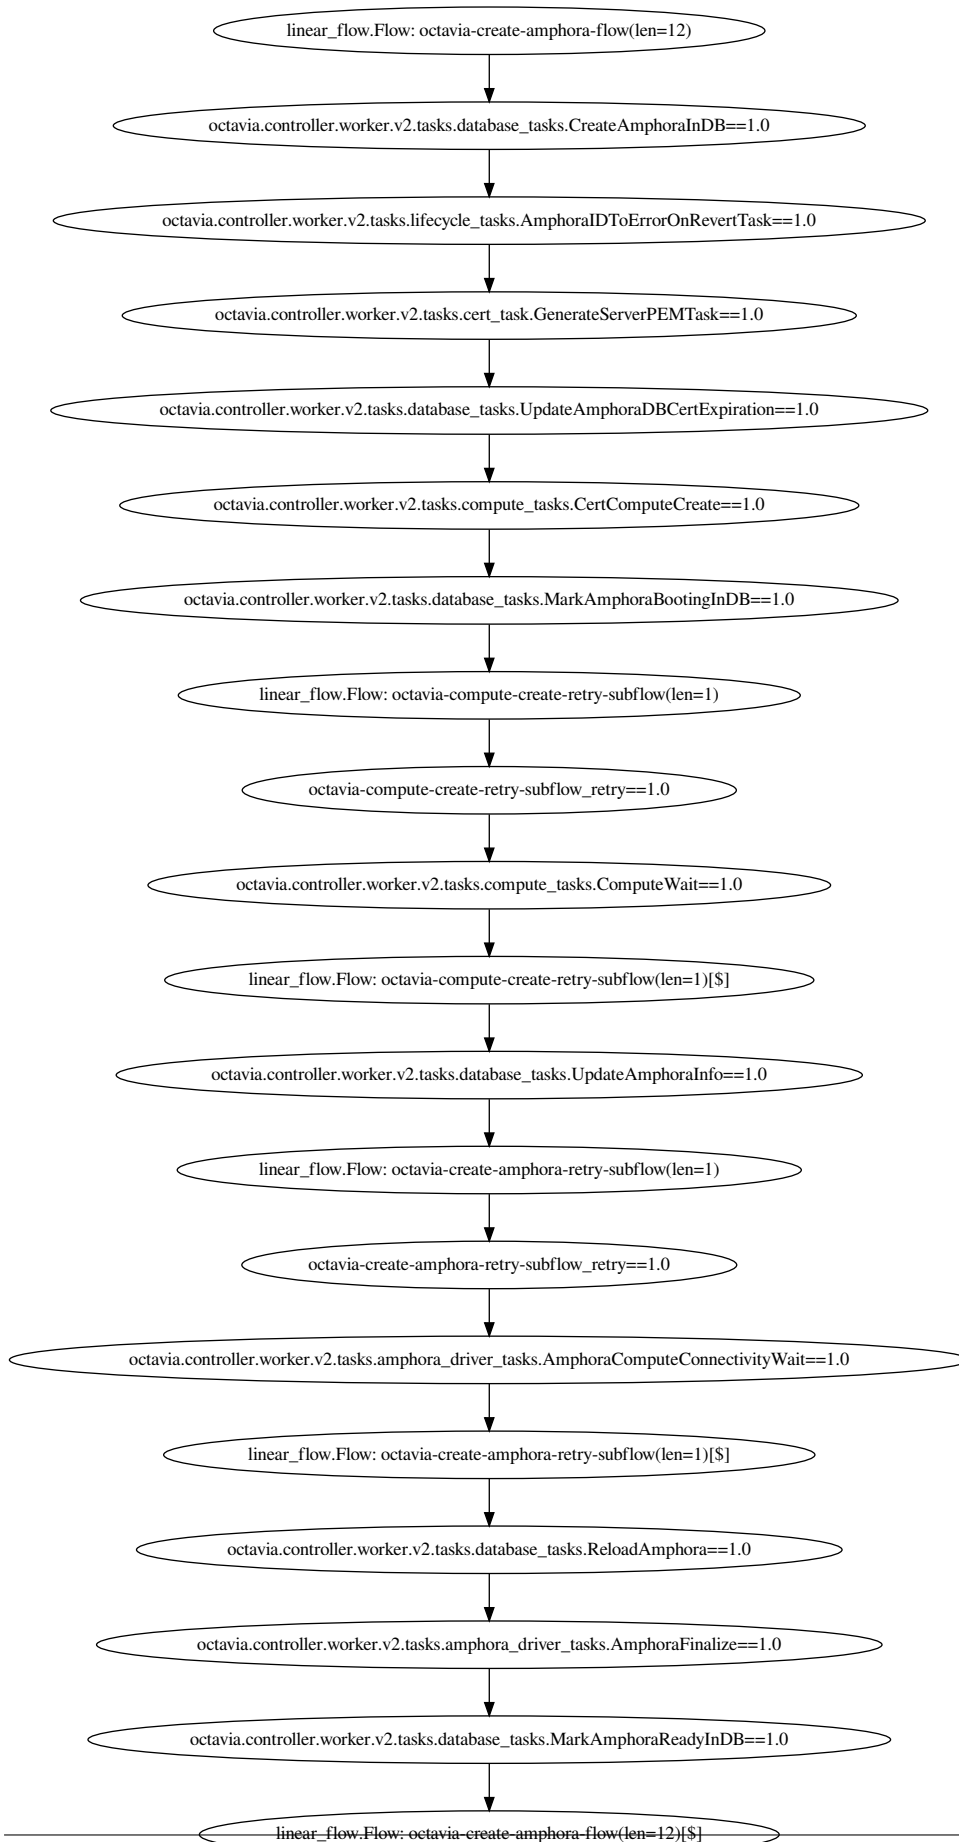 linear_flow.Flow: octavia-create-amphora-flow(len=12)
octavia.controller.worker.v2.tasks.database_tasks.CreateAmphoraInDB==1.0
octavia.controller.worker.v2.tasks.lifecycle_tasks.AmphoraIDToErrorOnRevertTask==1.0
octavia.controller.worker.v2.tasks.cert_task.GenerateServerPEMTask==1.0
octavia.controller.worker.v2.tasks.database_tasks.UpdateAmphoraDBCertExpiration==1.0
octavia.controller.worker.v2.tasks.compute_tasks.CertComputeCreate==1.0
octavia.controller.worker.v2.tasks.database_tasks.MarkAmphoraBootingInDB==1.0
linear_flow.Flow: octavia-compute-create-retry-subflow(len=1)
octavia-compute-create-retry-subflow_retry==1.0
octavia.controller.worker.v2.tasks.compute_tasks.ComputeWait==1.0
linear_flow.Flow: octavia-compute-create-retry-subflow(len=1)[$]
octavia.controller.worker.v2.tasks.database_tasks.UpdateAmphoraInfo==1.0
linear_flow.Flow: octavia-create-amphora-retry-subflow(len=1)
octavia-create-amphora-retry-subflow_retry==1.0
octavia.controller.worker.v2.tasks.amphora_driver_tasks.AmphoraComputeConnectivityWait==1.0
linear_flow.Flow: octavia-create-amphora-retry-subflow(len=1)[$]
octavia.controller.worker.v2.tasks.database_tasks.ReloadAmphora==1.0
octavia.controller.worker.v2.tasks.amphora_driver_tasks.AmphoraFinalize==1.0
octavia.controller.worker.v2.tasks.database_tasks.MarkAmphoraReadyInDB==1.0
linear_flow.Flow: octavia-create-amphora-flow(len=12)[$]